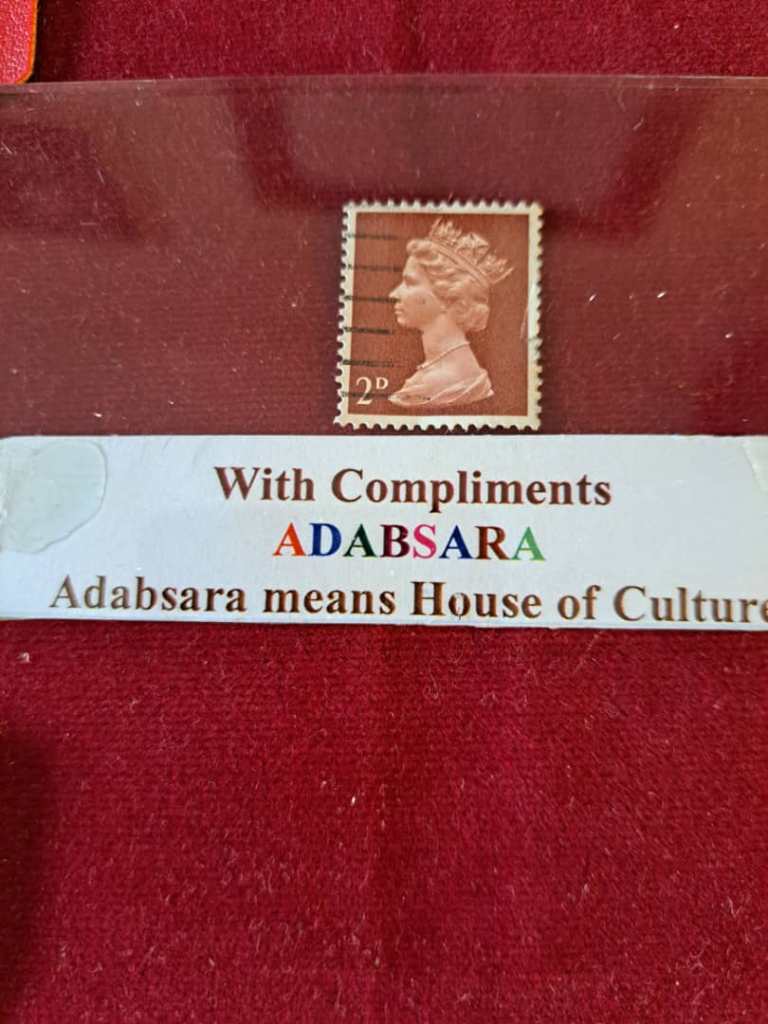 2D
With Compliments
ADABSARA
Adabsara means House of Culture